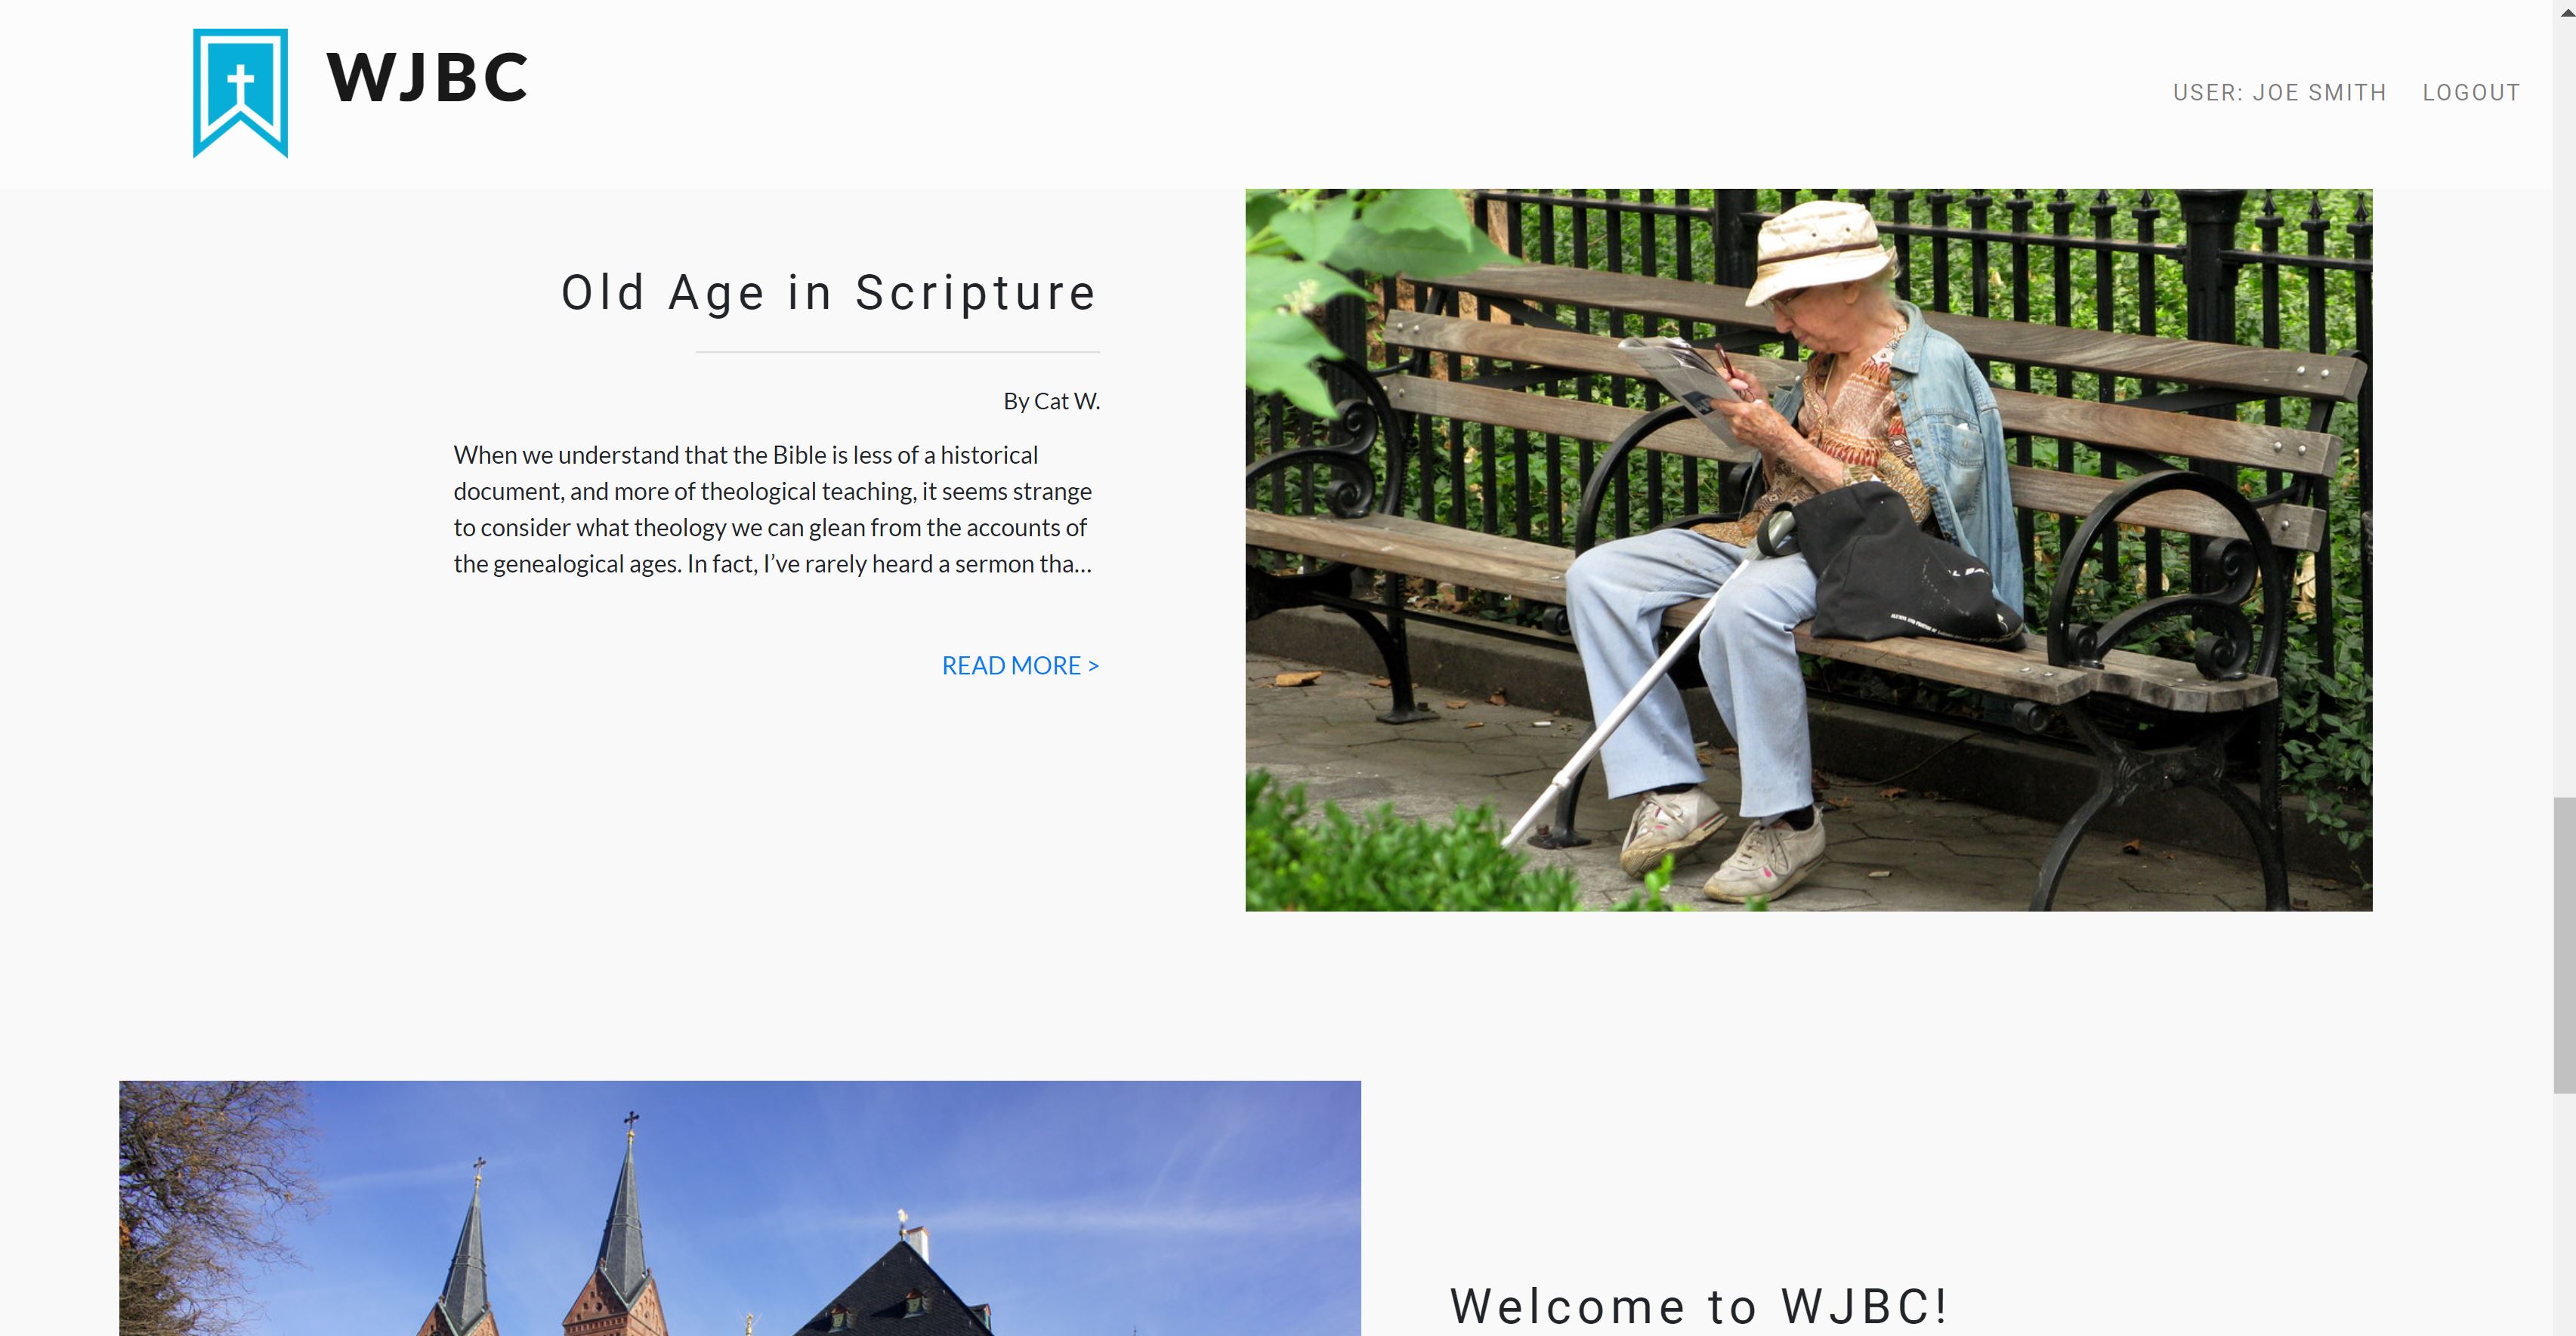 WJBC
USER: JOE SMITH
LOGOUT
Old Age in Scripture
By Cat W.
When we understand that the Bible is less of a historical
document, and more of theological teaching, it seems strange
to consider what theology we can glean from the accounts of
the genealogical ages. In fact, I’ve rarely heard a sermon tha…
READ MORE >
Welcome to WJBC!